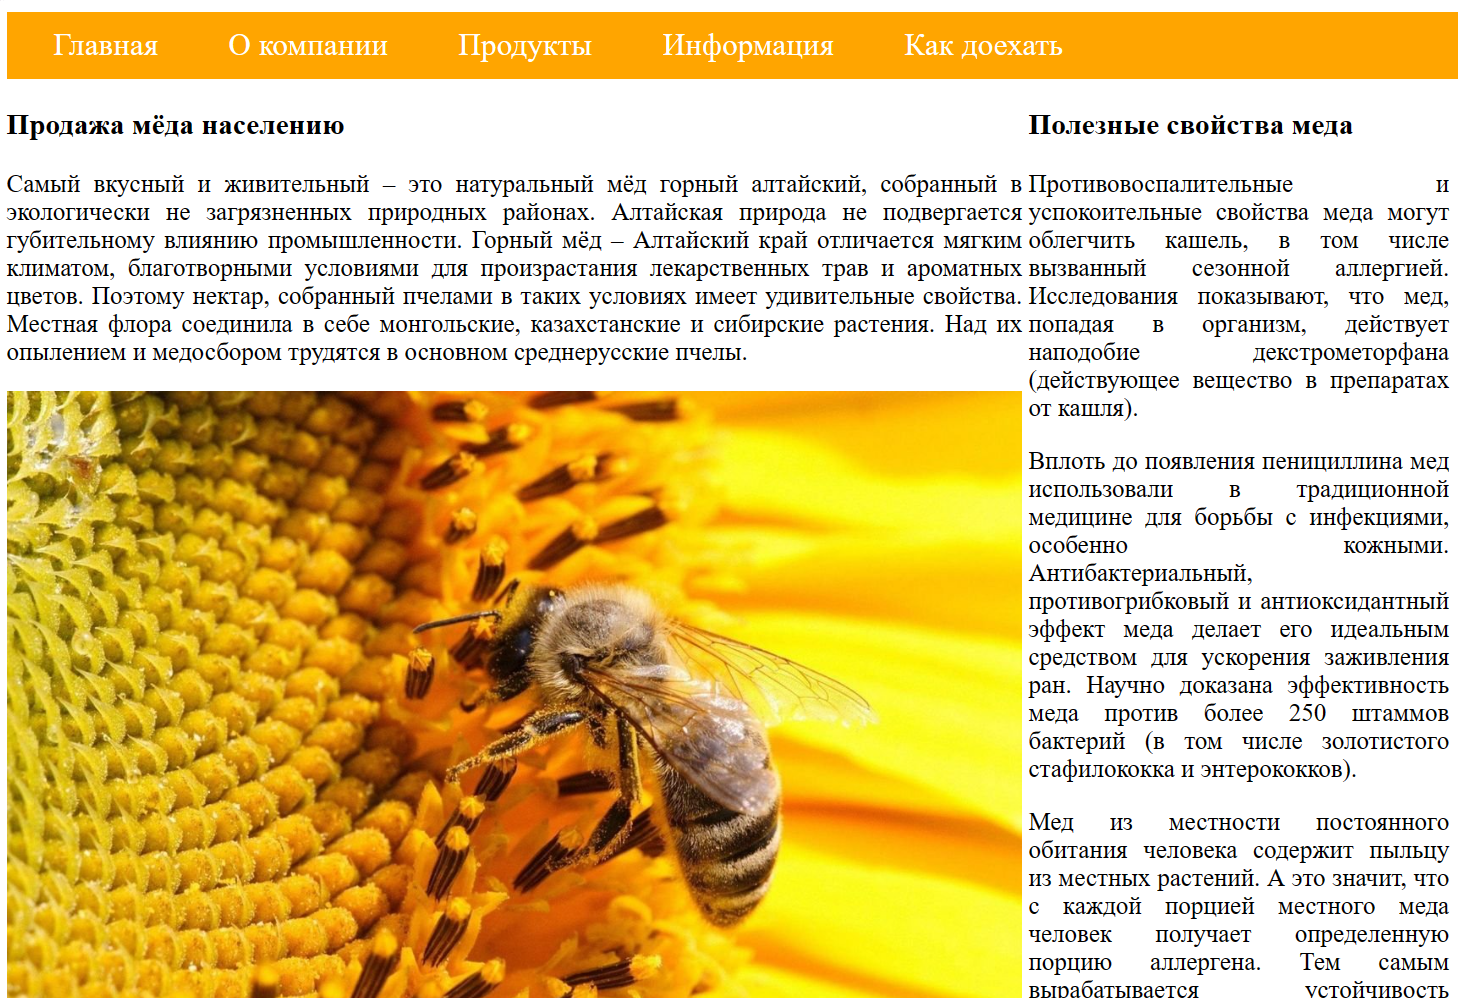 Главная О компании Продукты Информация Как доехать
Продажа мёда населению
Самый вкусный и живительный – это натуральный мёд горный алтайский, собранный в
экологически не загрязненных природных районах. Алтайская природа не подвергается
губительному влиянию промышленности. Горный мёд – Алтайский край отличается мягким
климатом, благотворными условиями для произрастания лекарственных трав и ароматных
цветов. Поэтому нектар, собранный пчелами в таких условиях имеет удивительные свойства.
Местная флора соединила в себе монгольские, казахстанские и сибирские растения. Над их
опылением и медосбором трудятся в основном среднерусские пчелы.
Полезные свойства меда
Противовоспалительные и
успокоительные свойства меда могут
облегчить кашель, в том числе
вызванный сезонной аллергией.
Исследования показывают, что мед,
попадая в организм, действует
наподобие декстрометорфана
(действующее вещество в препаратах
от кашля).
Вплоть до появления пенициллина мед
использовали в традиционной
медицине для борьбы с инфекциями,
особенно кожными.
Антибактериальный,
противогрибковый и антиоксидантный
эффект меда делает его идеальным
средством для ускорения заживления
ран. Научно доказана эффективность
меда против более 250 штаммов
бактерий (в том числе золотистого
стафилококка и энтерококков).
Мед из местности постоянного
обитания человека содержит пыльцу
из местных растений. А это значит, что
с каждой порцией местного меда
человек получает определенную
порцию аллергена. Тем самым
вырабатывается устойчивость